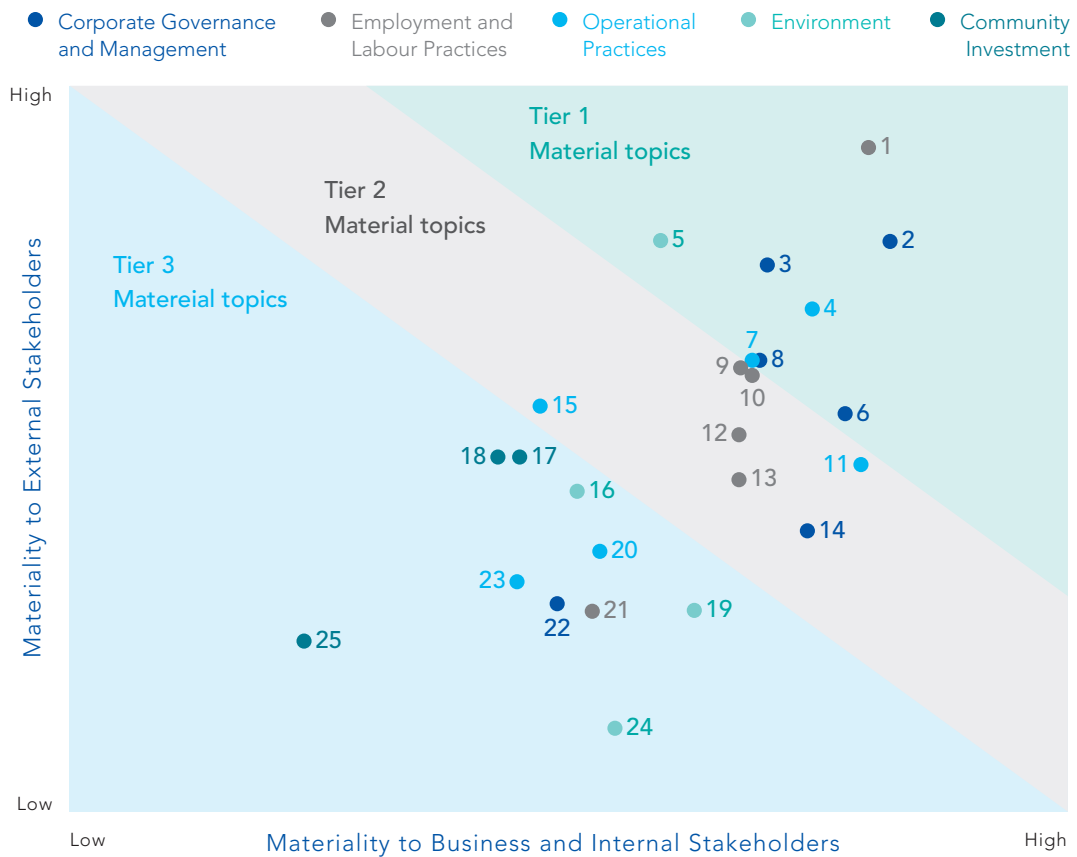 Corporate Governance
and Management
Employment and
Labour Practices
Operational
Practices
Environment
Community
Investment
High
Tier 1
Material topics
1
Tier 2
Material topics
5
2
3
Tier 3
Matereial topics
4
7
9
8
10
15
6
12
18
17
11
13
16
14
20
23
22
21
19
25
24
Materiality to External Stakeholders
Low
Low
Materiality to Business and Internal Stakeholders
High